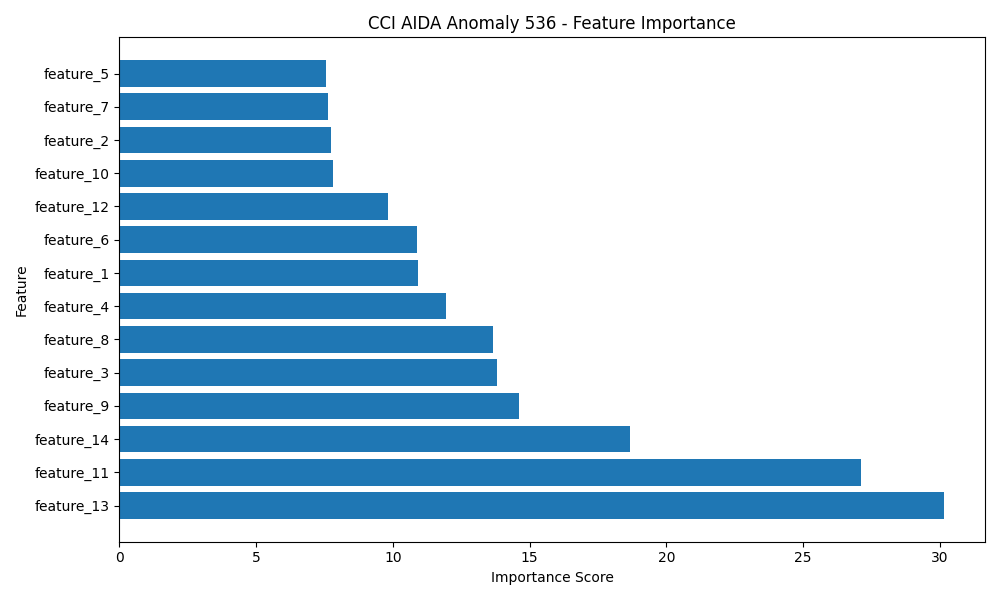 CCI AIDA Anomaly 536 - Feature Importance
feature_5
feature_7
feature_2
feature_10
feature_12
feature_6
feature_1
feature_4
feature_8
feature_3
feature_9
feature_14
feature_11
feature_13
Feature
0 5 10 15 20 25 30
Importance Score